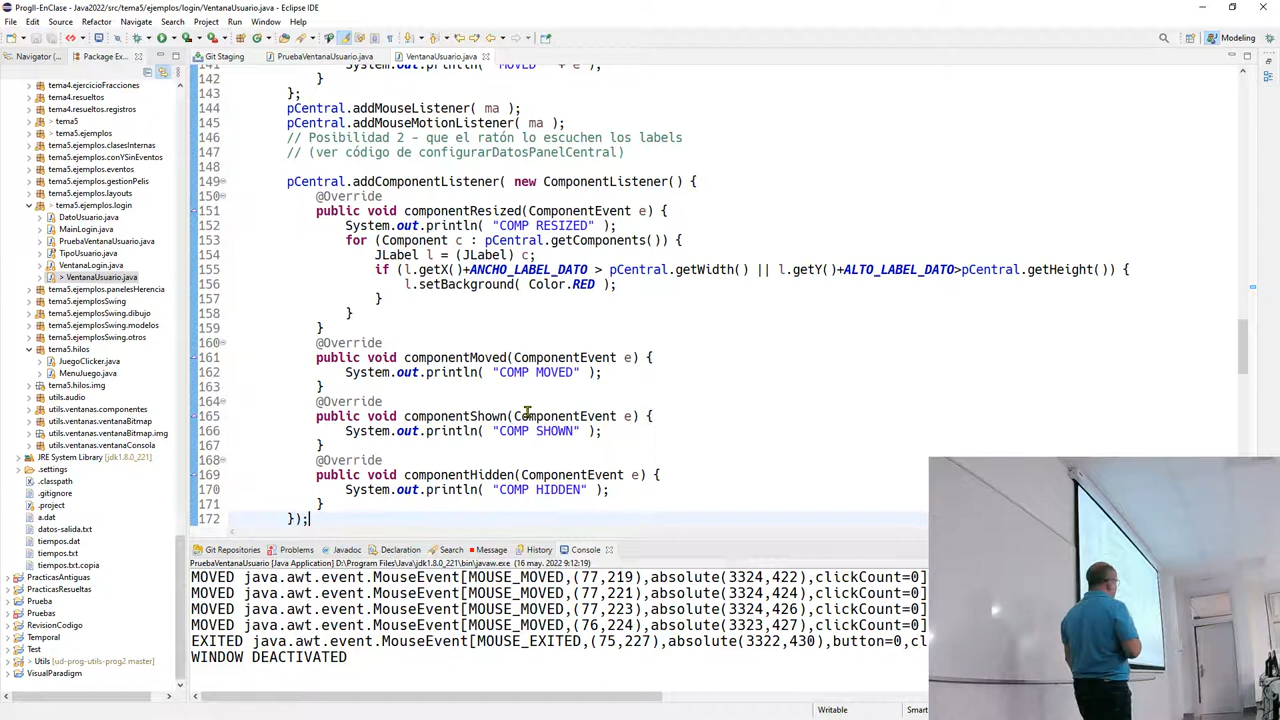 ProgII-EnClase - Java2022/src/tema5/ejemplos/login/VentanaUsuario.java - Eclipse IDE
File Edit Source Refactor Navigate Search Project Run Window Help
Modeling
Navigator ( Package Ex...
Git Staging PruebaVentanaUsuario.java VentanaUsuario.java
tema4.ejercicioFracciones
tema4.resueltos
tema4.resueltos.registros
> tema5
> tema5.ejemplos
tema5.ejemplos.clasesInternas
tema5.ejemplos.conYSinEventos
tema5.ejemplos.eventos
tema5.ejemplos.gestionPelis
tema5.ejemplos.layouts
> tema5.ejemplos.login
DatoUsuario.java
MainLogin.java
PruebaVentanaUsuario.java
TipoUsuario.java
VentanaLogin.java
> VentanaUsuario.java
tema5.ejemplos.panelesHerencia
tema5.ejemplosSwing
tema5.ejemplosSwing.dibujo
tema5.ejemplosSwing.modelos
tema5.ejemplosSwing.otros
tema5.hilos
JuegoClicker.java
MenuJuego.java
tema5.hilos.img
utils.audio
utils.ventanas.componentes
utils.ventanas.ventanaBitmap
utils.ventanas.ventanaBitmap.img
utils.ventanas.ventanaConsola
JRE System Library [jdk1.8.0_221]
.settings
.classpath
.gitignore
.project
a.dat
datos-salida.txt
tiempos.dat
tiempos.txt
tiempos.txt.copia
PracticasAntiguas
PracticasResueltas
Prueba
Pruebas
RevisionCodigo
Temporal
Test
> Utils [ud-prog-utils-prog2 master]
VisualParadigm
141 System.out.println( "MOVED " + e );
142 }
143 };
144 pCentral.addMouseListener( ma );
145 pCentral.addMouseMotionListener( ma );
146 // Posibilidad 2 - que el ratón lo escuchen los labels
147 // (ver código de configurarDatosPanelCentral)
148
149 pCentral.addComponentListener( new ComponentListener() {
150 @Override
151 public void componentResized(ComponentEvent e) {
152 System.out.println( "COMP RESIZED" );
153 for (Component c : pCentral.getComponents()) {
154 JLabel l = (JLabel) c;
155 if (l.getX()+ANCHO_LABEL_DATO > pCentral.getWidth() || l.getY()+ALTO_LABEL_DATO>pCentral.getHeight()) {
156 l.setBackground( Color.RED );
157 }
158 }
159 }
160 @Override
161 public void componentMoved(ComponentEvent e) {
162 System.out.println( "COMP MOVED" );
163 }
164 @Override
165 public void componentShown(ComponentEvent e) {
166 System.out.println( "COMP SHOWN" );
167 }
168 @Override
169 public void componentHidden(ComponentEvent e) {
170 System.out.println( "COMP HIDDEN" );
171 }
172 });
Git Repositories Problems Javadoc Declaration Search Message History Console
PruebaVentanaUsuario [Java Application] D:\Program Files\Java\jdk1.8.0_221\bin\javaw.exe (16 may. 2022 9:12:19)
MOVED java.awt.event.MouseEvent[MOUSE_MOVED,(77,219),absolute(3324,422),clickCount=0]
MOVED java.awt.event.MouseEvent[MOUSE_MOVED,(77,221),absolute(3324,424),clickCount=0]
MOVED java.awt.event.MouseEvent[MOUSE_MOVED,(77,223),absolute(3324,426),clickCount=0]
MOVED java.awt.event.MouseEvent[MOUSE_MOVED,(76,224),absolute(3323,427),clickCount=0]
EXITED java.awt.event.MouseEvent[MOUSE_EXITED,(75,227),absolute(3322,430),button=0,cl
WINDOW DEACTIVATED
Writable Smart